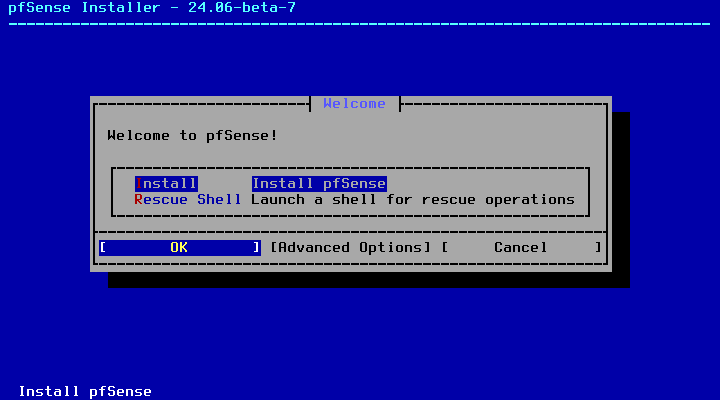 pfSense Installer - 24.06-beta-7
Welcome
Welcome to pfSense!
Install Install pfSense
Rescue Shell Launch a shell for rescue operations
[ OK ] [Advanced Options] [ Cancel ]
Install pfSense